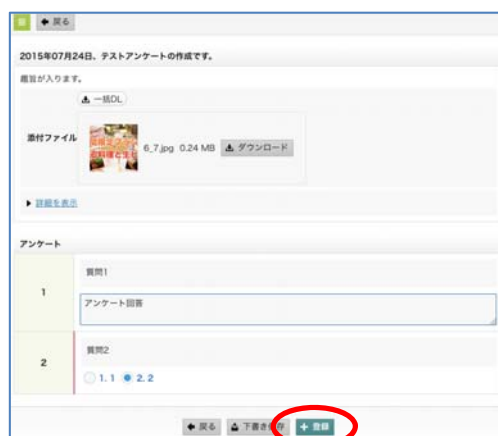 戻る
2015年07月24日、テストアンケートの作成です。
趣旨が入ります。
一括DL
添付ファイル
6_7.jpg 0.24 MB ダウンロード
詳細を表示
アンケート
1
質問1
アンケート回答
2
質問2
1. 1 2. 2
戻る 下書き保存 登録